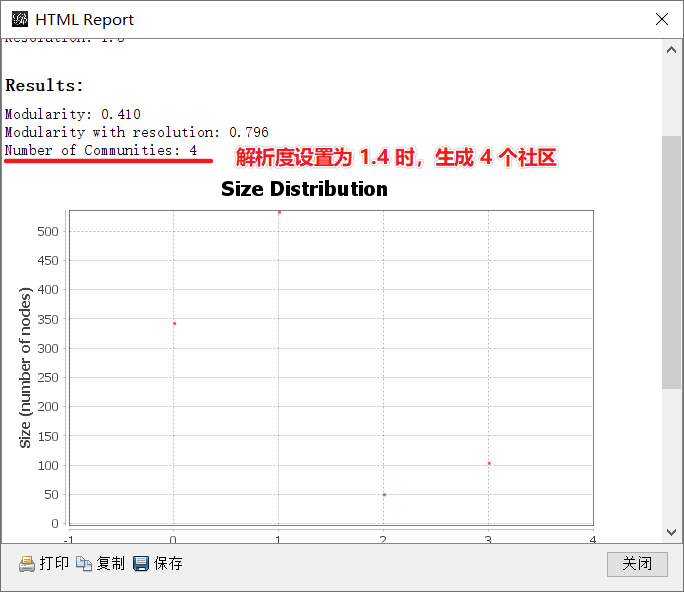 HTML Report
Resolution:
Results:
Modularity: 0.410
Modularity with resolution: 0.796
Number of Communities: 4
解析度设置为 1.4 时，生成 4 个社区
Size Distribution
Size (number of nodes)
500
450
400
350
300
250
200
150
100
50
0
-1 0 1 2 3 4
打印 复制 保存
关闭